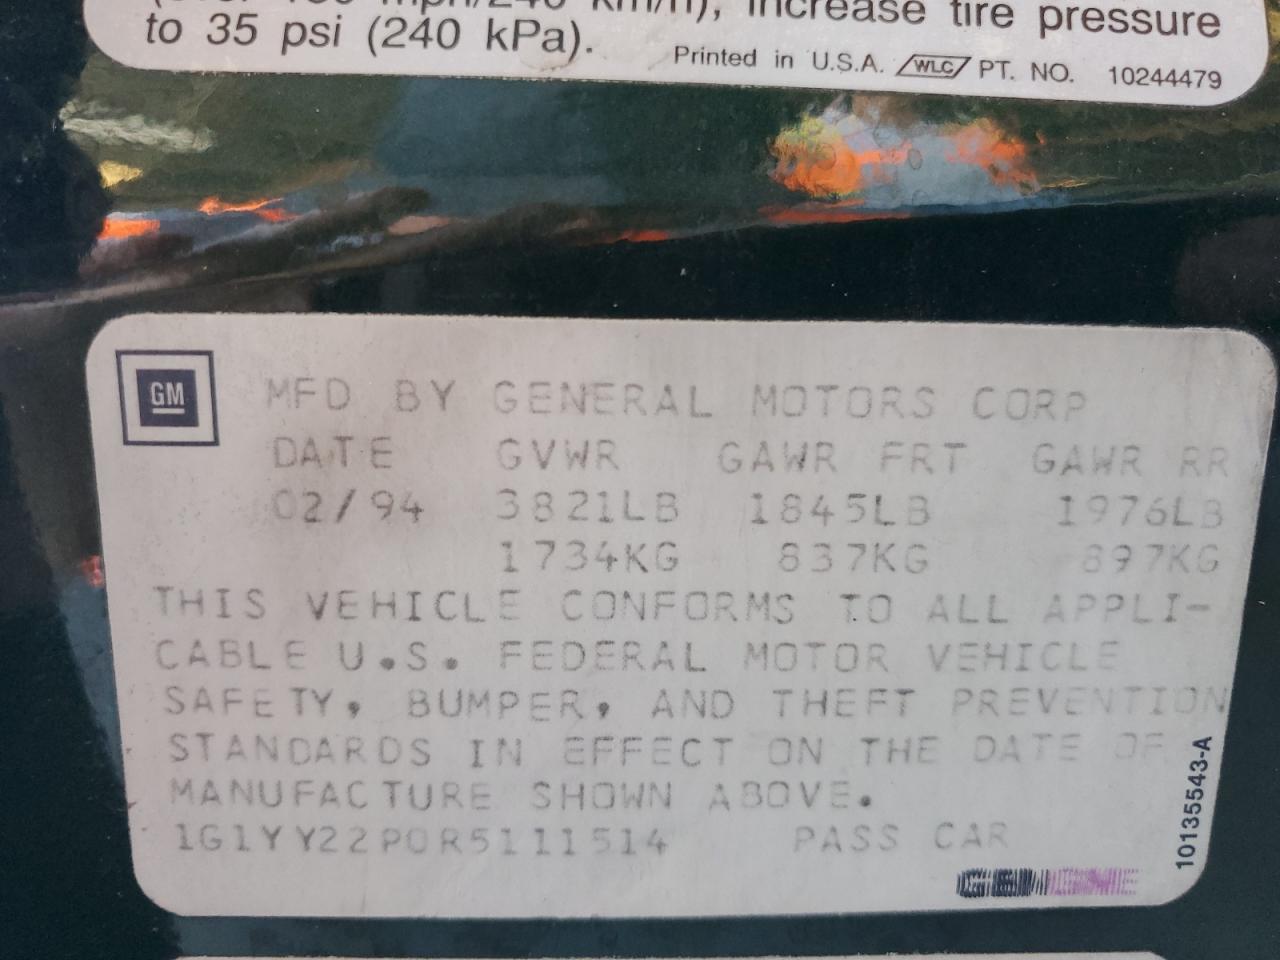 to 35 psi (240 kPa).
increase tire pressure
Printed in U.S.A. WLC PT. NO. 10244479
GM
MFD BY GENERAL MOTORS CORP
DATE GVWR GAWR FRT GAWR RR
02/94 3821LB 1845LB 1976LB
1734KG 837KG 897KG
THIS VEHICLE CONFORMS TO ALL APPLI-
CABLE U.S. FEDERAL MOTOR VEHICLE
SAFETY, BUMPER, AND THEFT PREVENTION
STANDARDS IN EFFECT ON THE DATE OF
MANUFACTURE SHOWN ABOVE.
1G1YY22P0R5111514 PASS CAR
10135543-A